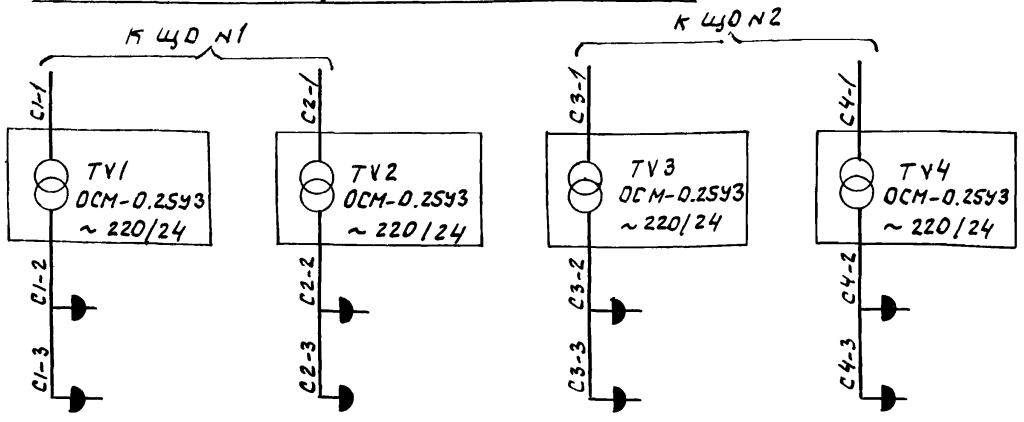 К ЩО N1
К ЩО N2
С1-1
С2-1
С3-1
С4-1
TV1
ОСМ-0.25У3
~220/24
TV2
ОСМ-0.25У3
~220/24
TV3
ОСМ-0.25У3
~220/24
TV4
ОСМ-0.25У3
~220/24
С1-2
С2-2
С3-2
С4-2
С1-3
С2-3
С3-3
С4-3